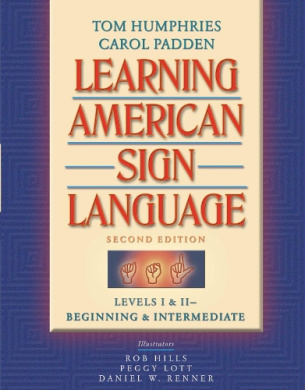 TOM HUMPHRIES
CAROL PADDEN
LEARNING
AMERICAN
SIGN
LANGUAGE
SECOND EDITION
LEVELS I & II–
BEGINNING & INTERMEDIATE
Illustrators
ROB HILLS
PEGGY LOTT
DANIEL W. RENNER